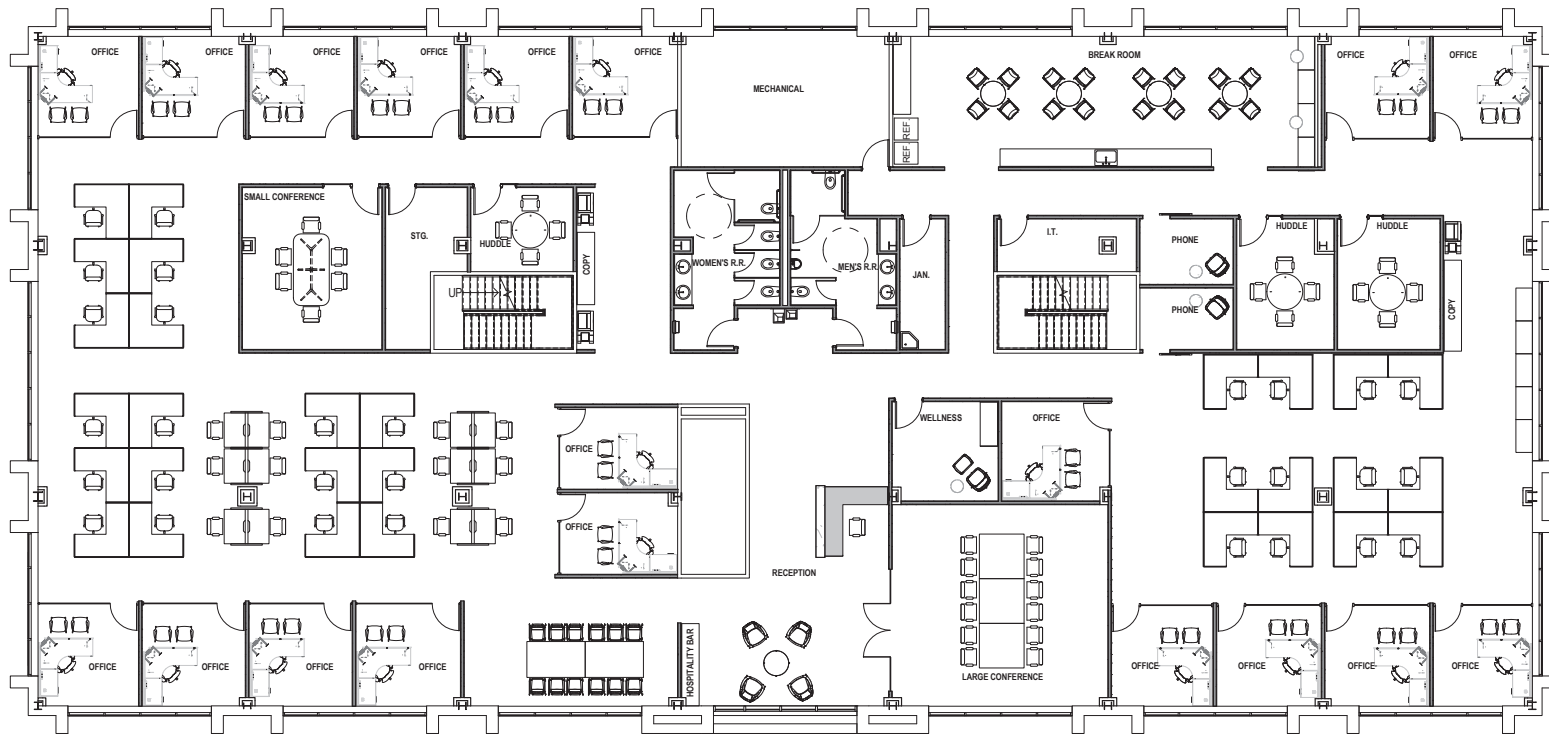 OFFICE
OFFICE
OFFICE
OFFICE
OFFICE
OFFICE
MECHANICAL
BREAK ROOM
OFFICE
OFFICE
REF.
REF.
SMALL CONFERENCE
STG.
HUDDLE
COPY
UP
WOMEN'S R.R.
MEN'S R.R.
JAN.
I.T.
PHONE
PHONE
HUDDLE
HUDDLE
COPY
OFFICE
OFFICE
WELLNESS
OFFICE
RECEPTION
OFFICE
OFFICE
OFFICE
OFFICE
HOSPITALITY BAR
LARGE CONFERENCE
OFFICE
OFFICE
OFFICE
OFFICE